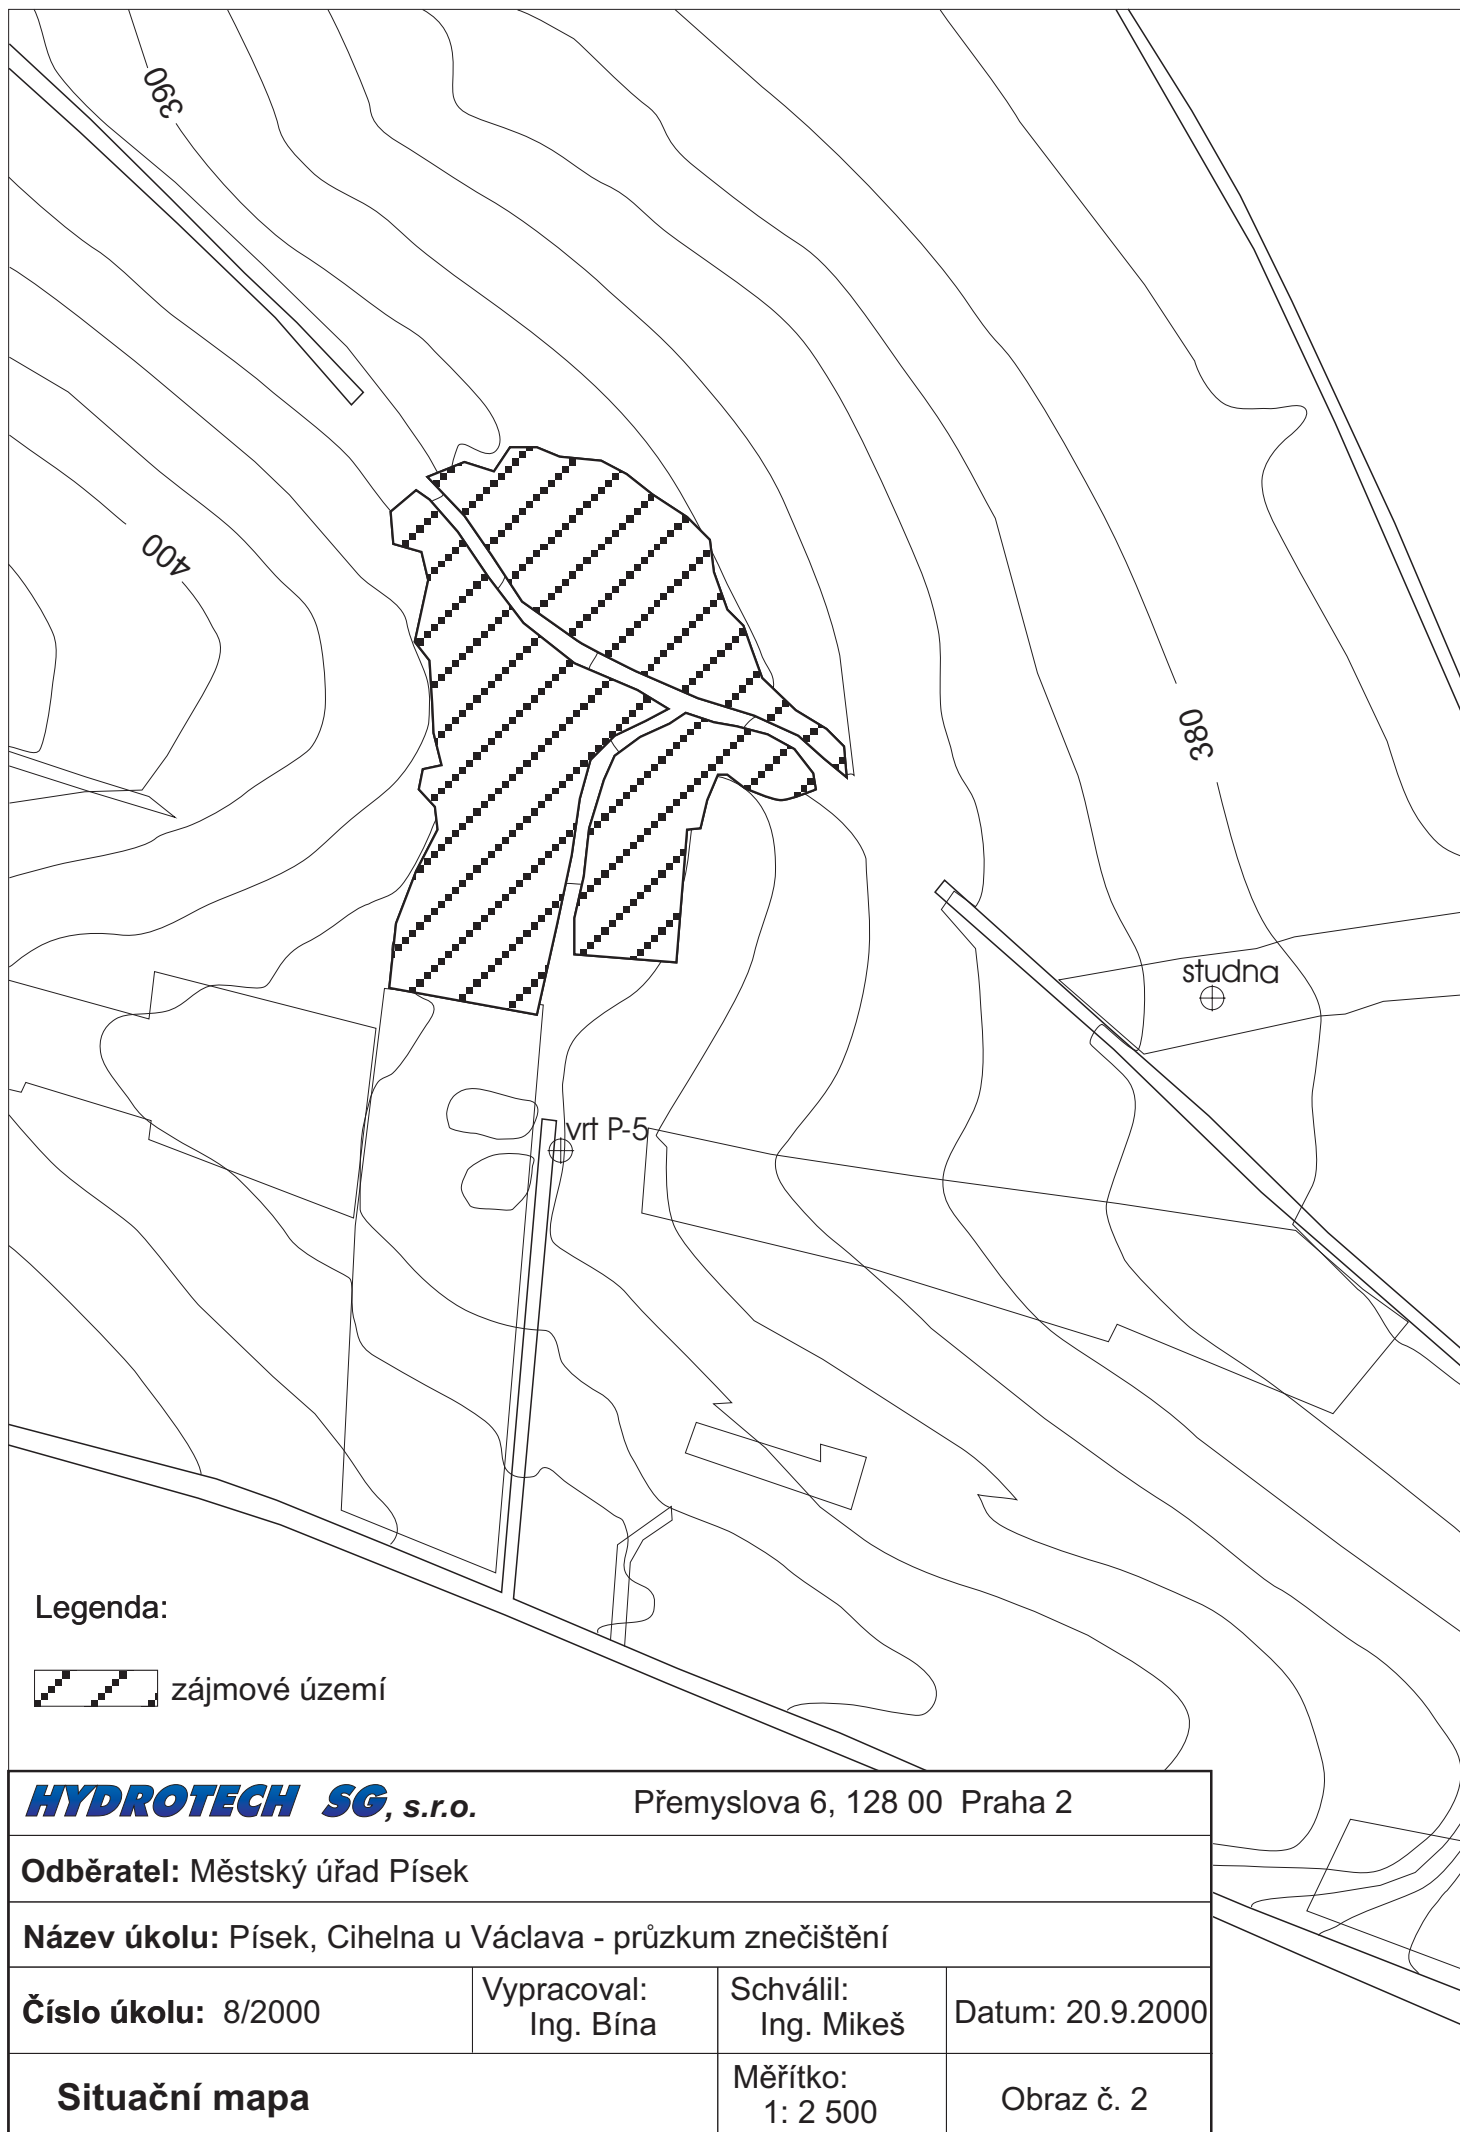 390
400
380
studna
vrt P-5
Legenda:
zájmové území
HYDROTECH SG, s.r.o.
Přemyslova 6, 128 00 Praha 2
Odběratel: Městský úřad Písek
Název úkolu: Písek, Cihelna u Václava - průzkum znečištění
Číslo úkolu: 8/2000
Vypracoval:
Ing. Bína
Schválil:
Ing. Mikeš
Datum: 20.9.2000
Situační mapa
Měřítko:
1: 2 500
Obraz č. 2